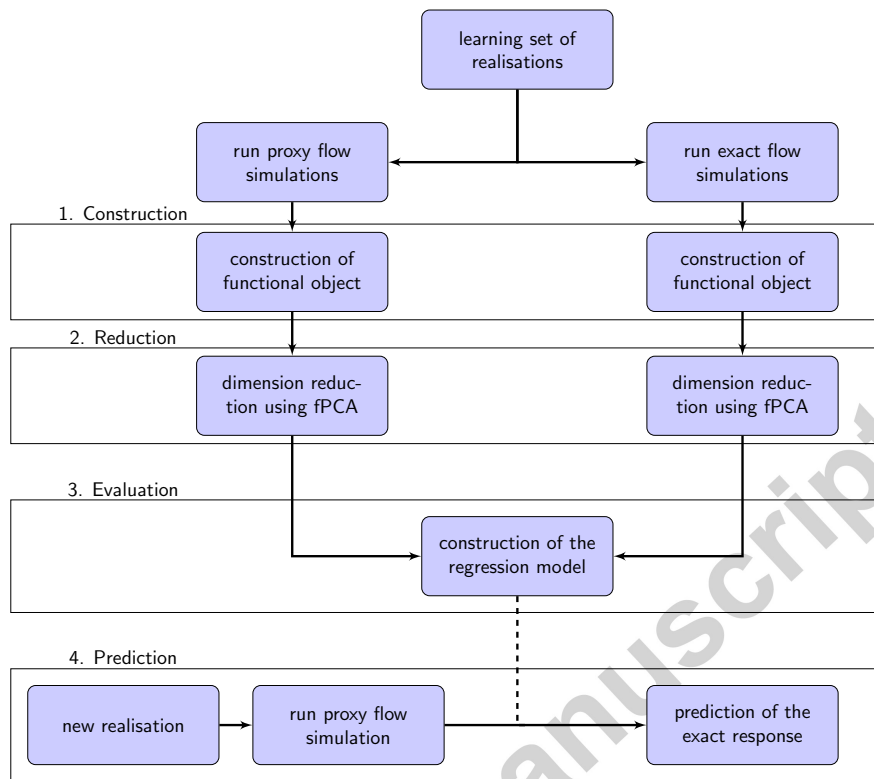 learning set of
realisations
run proxy flow
simulations
run exact flow
simulations
1. Construction
construction of
functional object
construction of
functional object
2. Reduction
dimension reduc-
tion using fPCA
dimension reduc-
tion using fPCA
3. Evaluation
construction of the
regression model
4. Prediction
new realisation
run proxy flow
simulation
prediction of the
exact response
anuscript